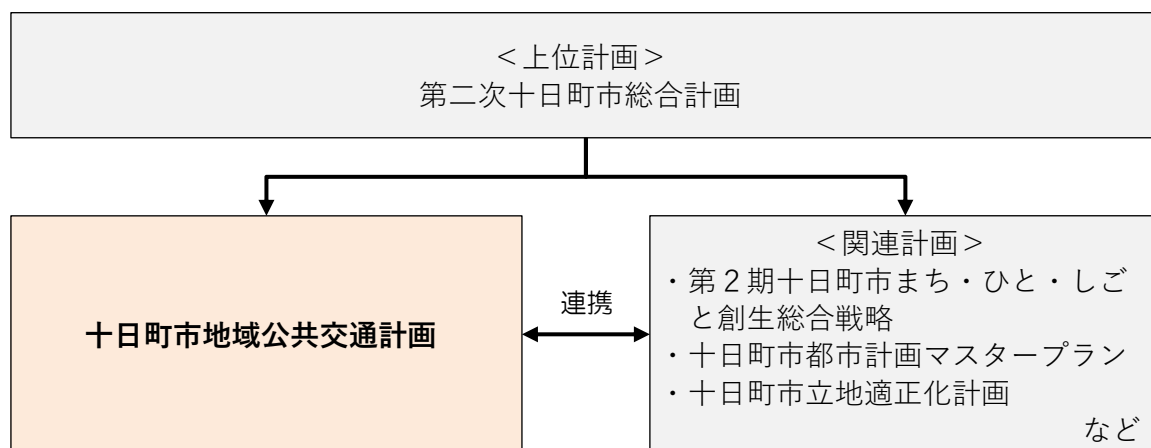 ＜上位計画＞
第二次十日町市総合計画
十日町市地域公共交通計画
連携
＜関連計画＞
・第２期十日町市まち・ひと・しご
と創生総合戦略
・十日町市都市計画マスタープラン
・十日町市立地適正化計画
など